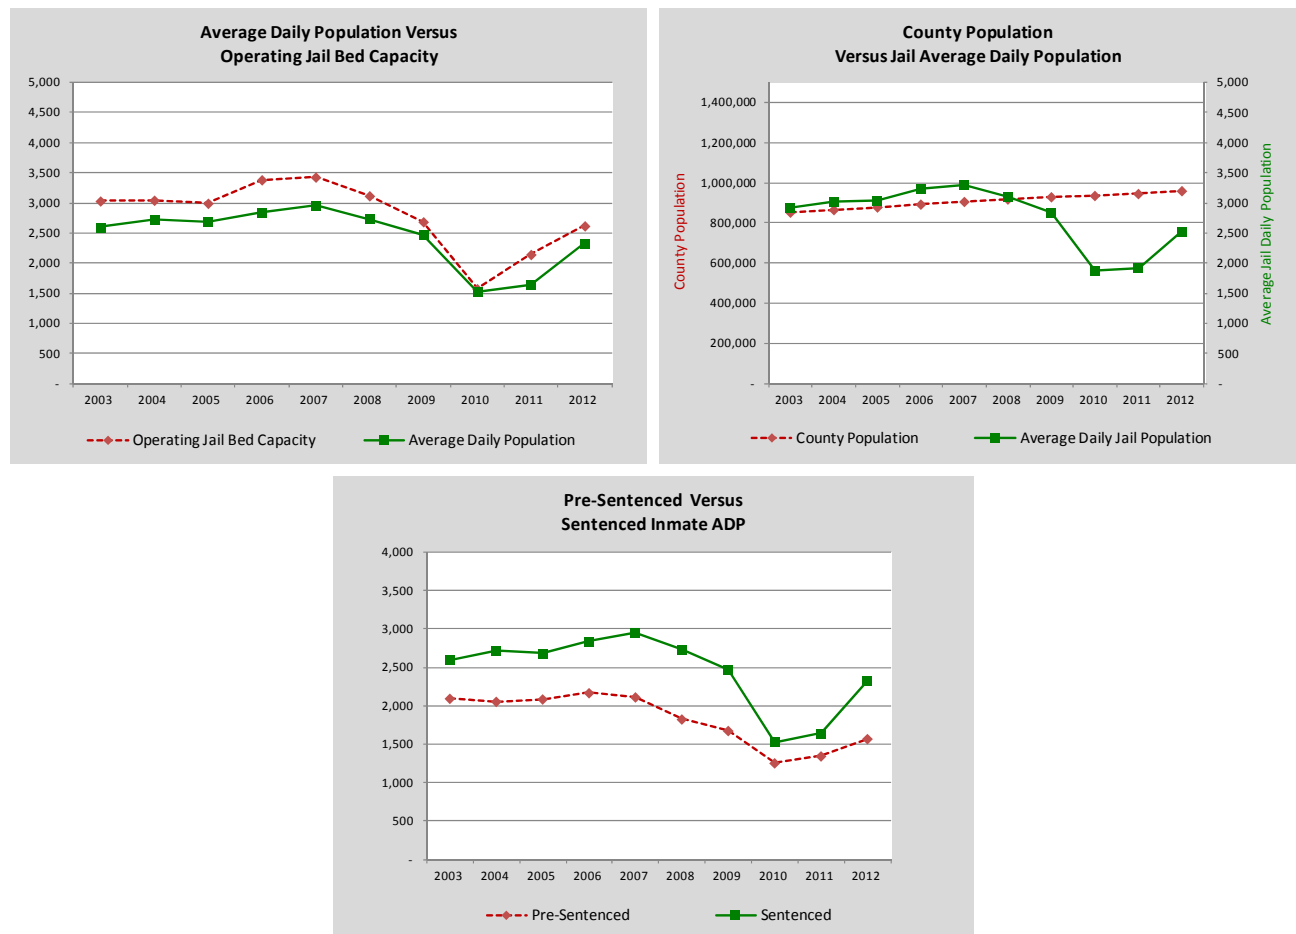 Average Daily Population Versus
Operating Jail Bed Capacity
5,000
4,500
4,000
3,500
3,000
2,500
2,000
1,500
1,000
500
-
2003 2004 2005 2006 2007 2008 2009 2010 2011 2012
Operating Jail Bed Capacity Average Daily Population
County Population
Versus Jail Average Daily Population
County Population
1,400,000
1,200,000
1,000,000
800,000
600,000
400,000
200,000
-
5,000
4,500
4,000
3,500
3,000
2,500
2,000
1,500
1,000
500
-
Average Jail Daily Population
2003 2004 2005 2006 2007 2008 2009 2010 2011 2012
County Population Average Daily Jail Population
Pre-Sentenced Versus
Sentenced Inmate ADP
4,000
3,500
3,000
2,500
2,000
1,500
1,000
500
-
2003 2004 2005 2006 2007 2008 2009 2010 2011 2012
Pre-Sentenced Sentenced